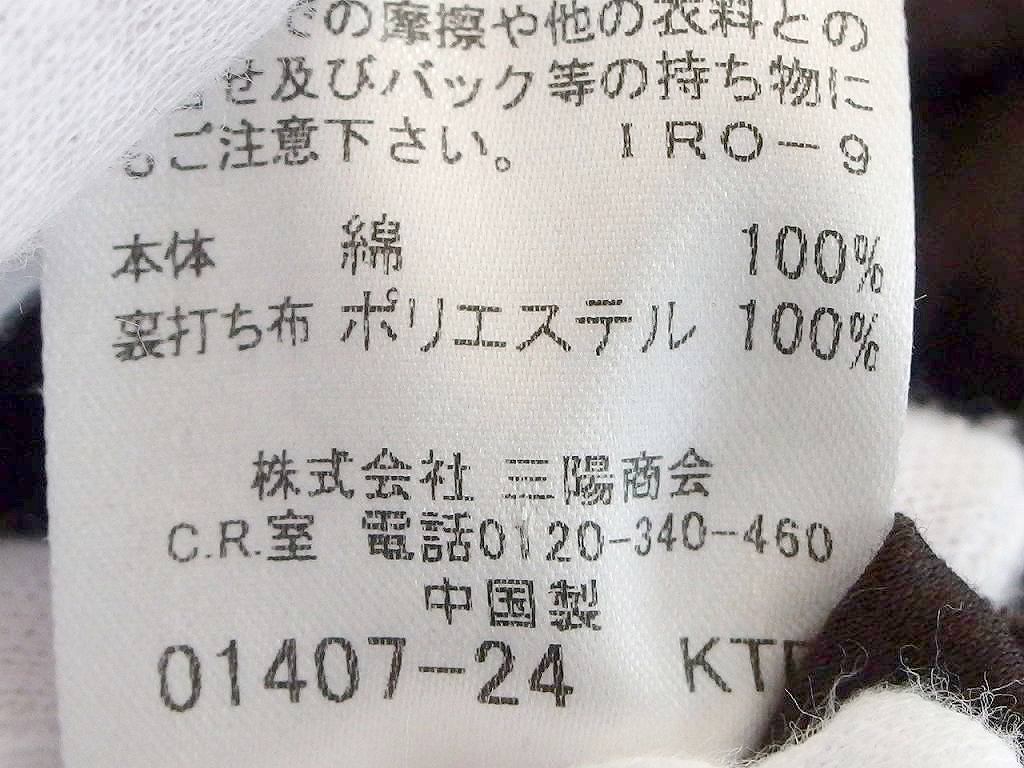 の摩擦や他の衣料との
せ及びバック等の持ち物に
もご注意下さい。 IRO-9
本体 綿 100%
裏打ち布 ポリエステル 100%
株式会社 三陽商会
C.R.室 電話0120-340-460
中国製
01407-24 KT